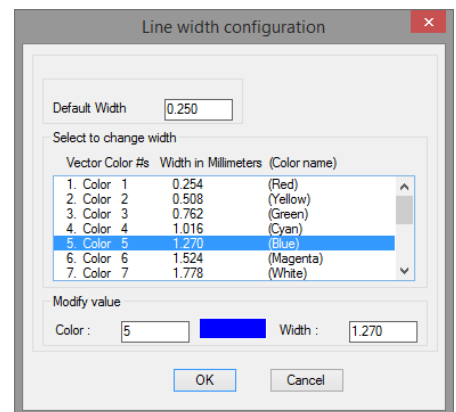 Line width configuration
Default Width 0.250
Select to change width
Vector Color #s Width in Millimeters (Color name)
1. Color 1 0.254 (Red)
2. Color 2 0.508 (Yellow)
3. Color 3 0.762 (Green)
4. Color 4 1.016 (Cyan)
5. Color 5 1.270 (Blue)
6. Color 6 1.524 (Magenta)
7. Color 7 1.778 (White)
Modify value
Color : 5 Width : 1.270
OK Cancel